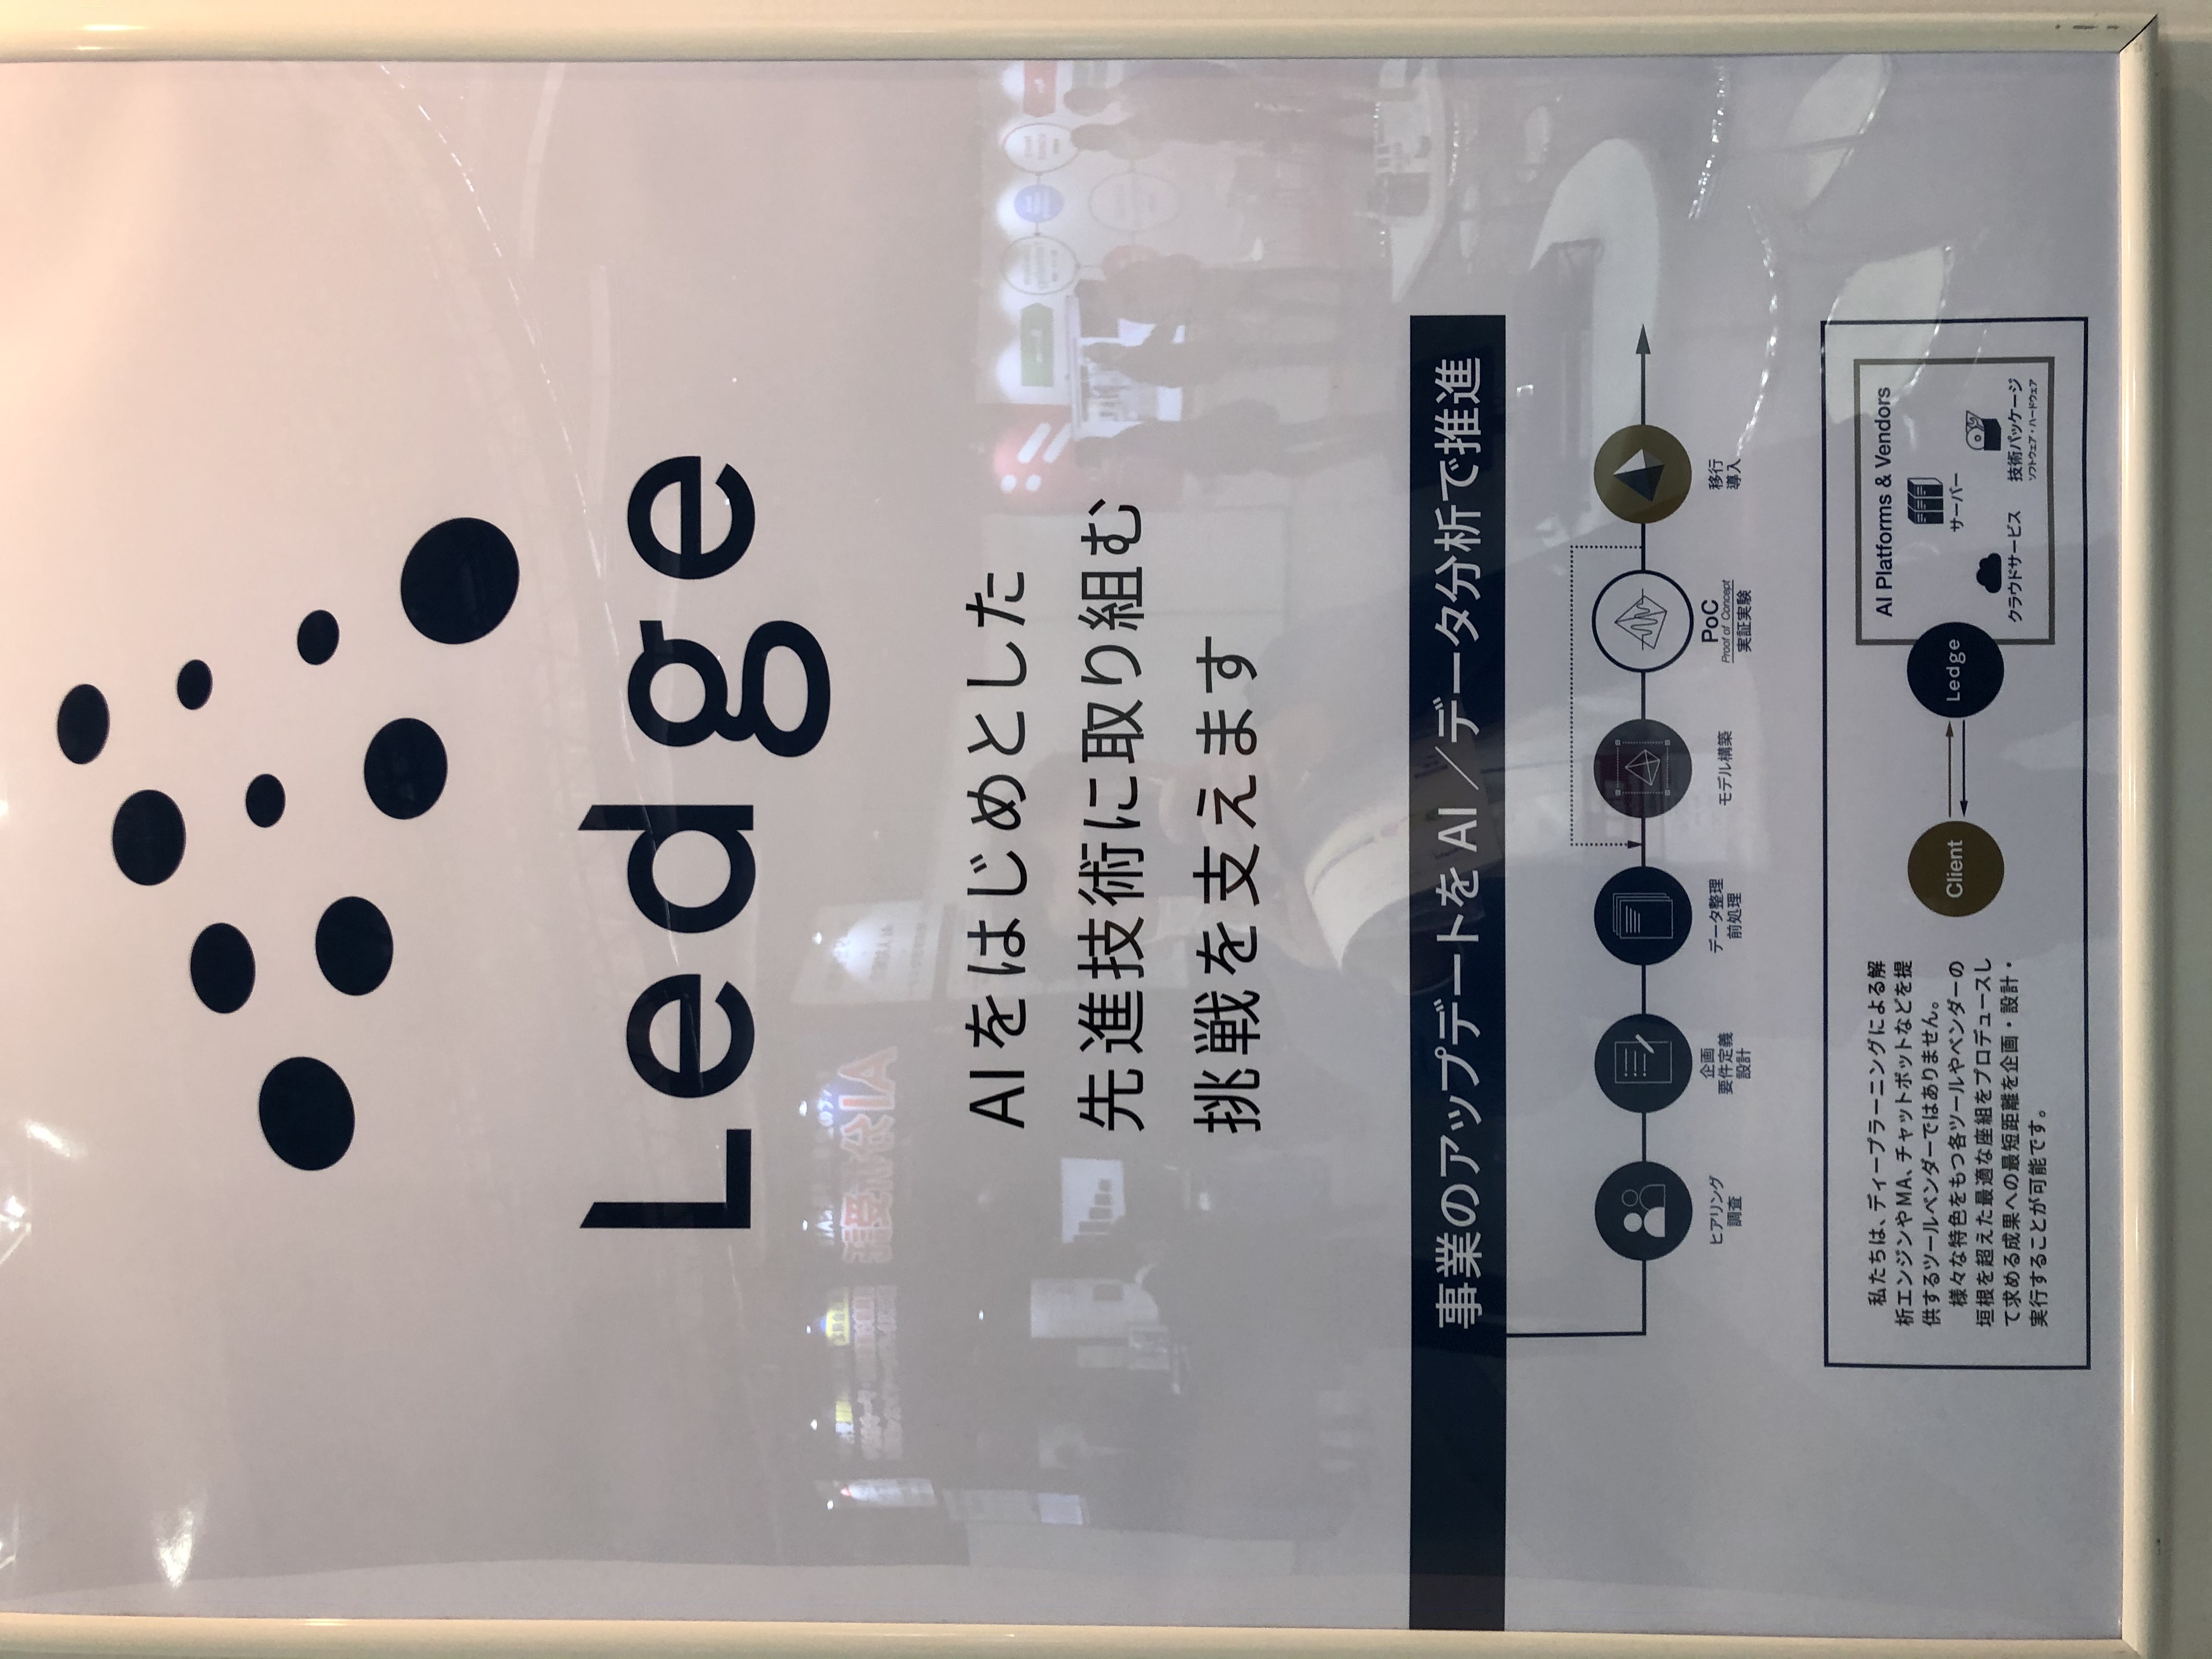 Ledge
AIをはじめとした
先進技術に取り組む
挑戦を支えます
事業のアップデートを AI ／データ分析で推進
ヒアリング
調査
企画
要件定義
設計
データ整理
前処理
モデル構築
PoC
Proof of Concept
実証実験
移行
導入
私たちは、ディープラーニングによる解
析エンジンやMA、チャットボットなどを提
供するツールベンダーではありません。
様々な特色をもつ各ツールやベンダーの
垣根を超えた最適な座組をプロデュースし
て求める成果への最短距離を企画・設計・
実行することが可能です。
Client
Ledge
AI Platforms & Vendors
サーバー
クラウドサービス
技術パッケージ
ソフトウェア・ハードウェア
AI分析受託